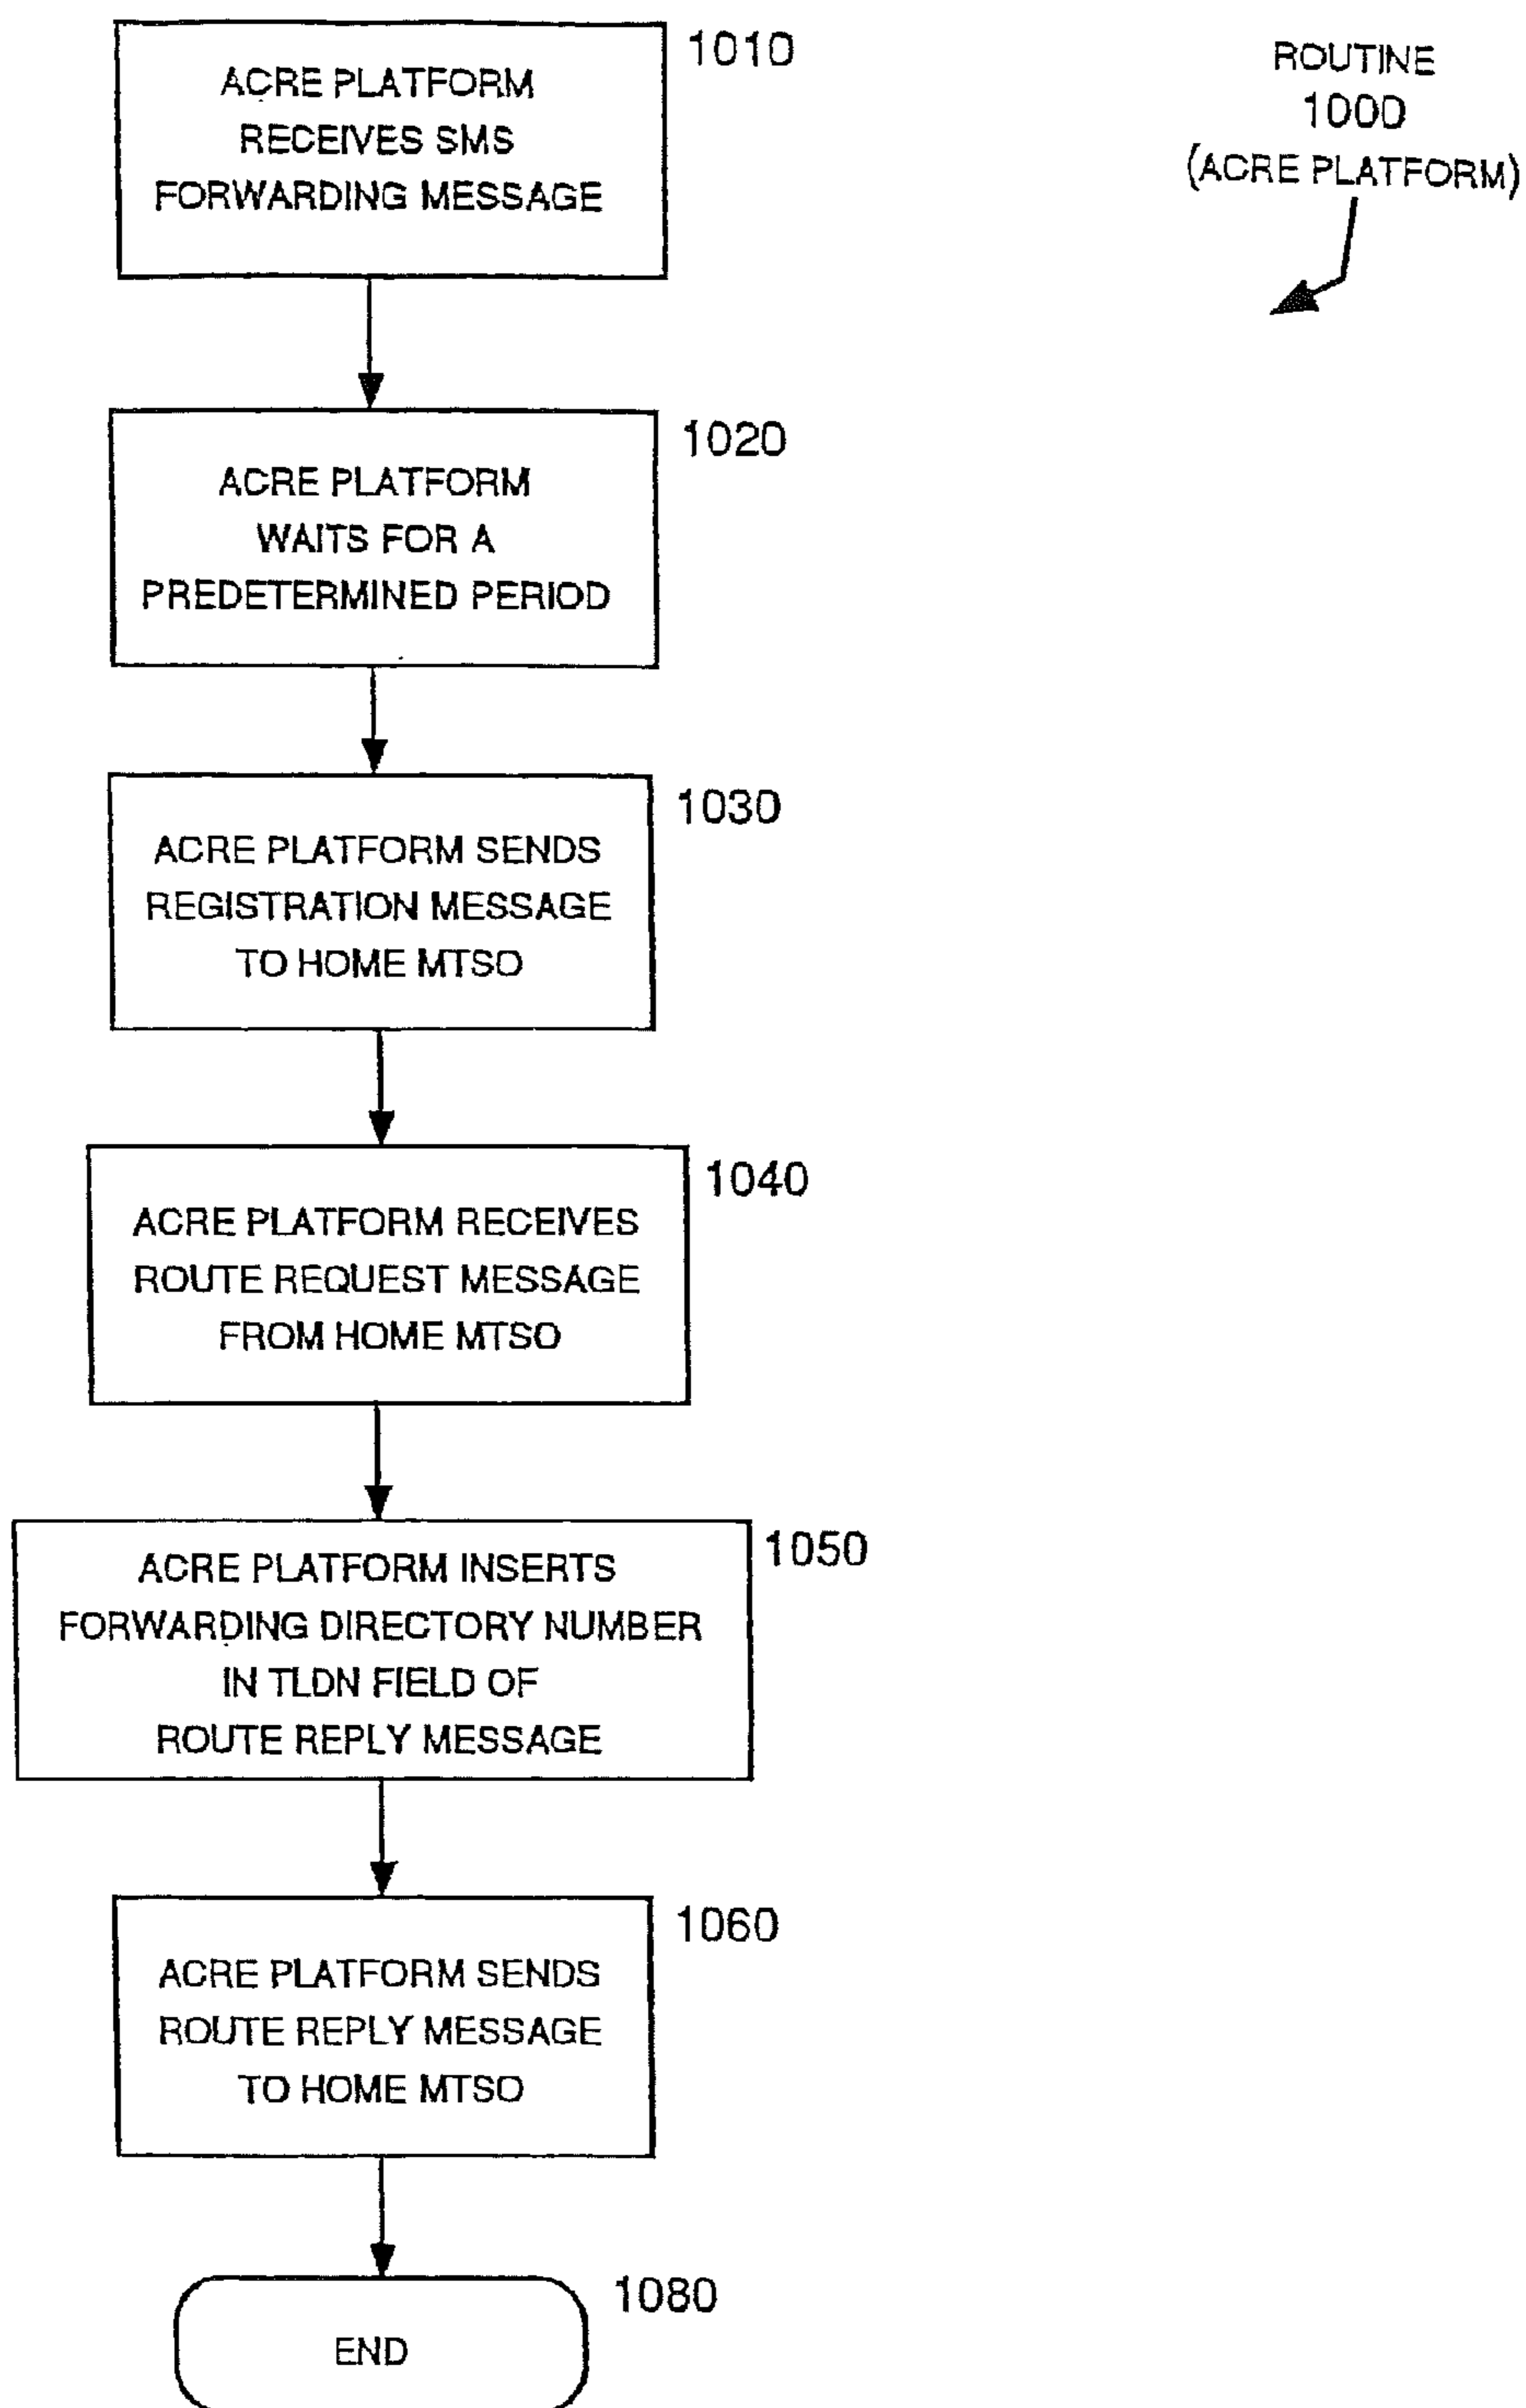 ROUTINE
1000
(ACRE PLATFORM)
1010
ACRE PLATFORM
RECEIVES SMS
FORWARDING MESSAGE
1020
ACRE PLATFORM
WAITS FOR A
PREDETERMINED PERIOD
1030
ACRE PLATFORM SENDS
REGISTRATION MESSAGE
TO HOME MTSO
1040
ACRE PLATFORM RECEIVES
ROUTE REQUEST MESSAGE
FROM HOME MTSO
1050
ACRE PLATFORM INSERTS
FORWARDING DIRECTORY NUMBER
IN TLDN FIELD OF
ROUTE REPLY MESSAGE
1060
ACRE PLATFORM SENDS
ROUTE REPLY MESSAGE
TO HOME MTSO
1080
END